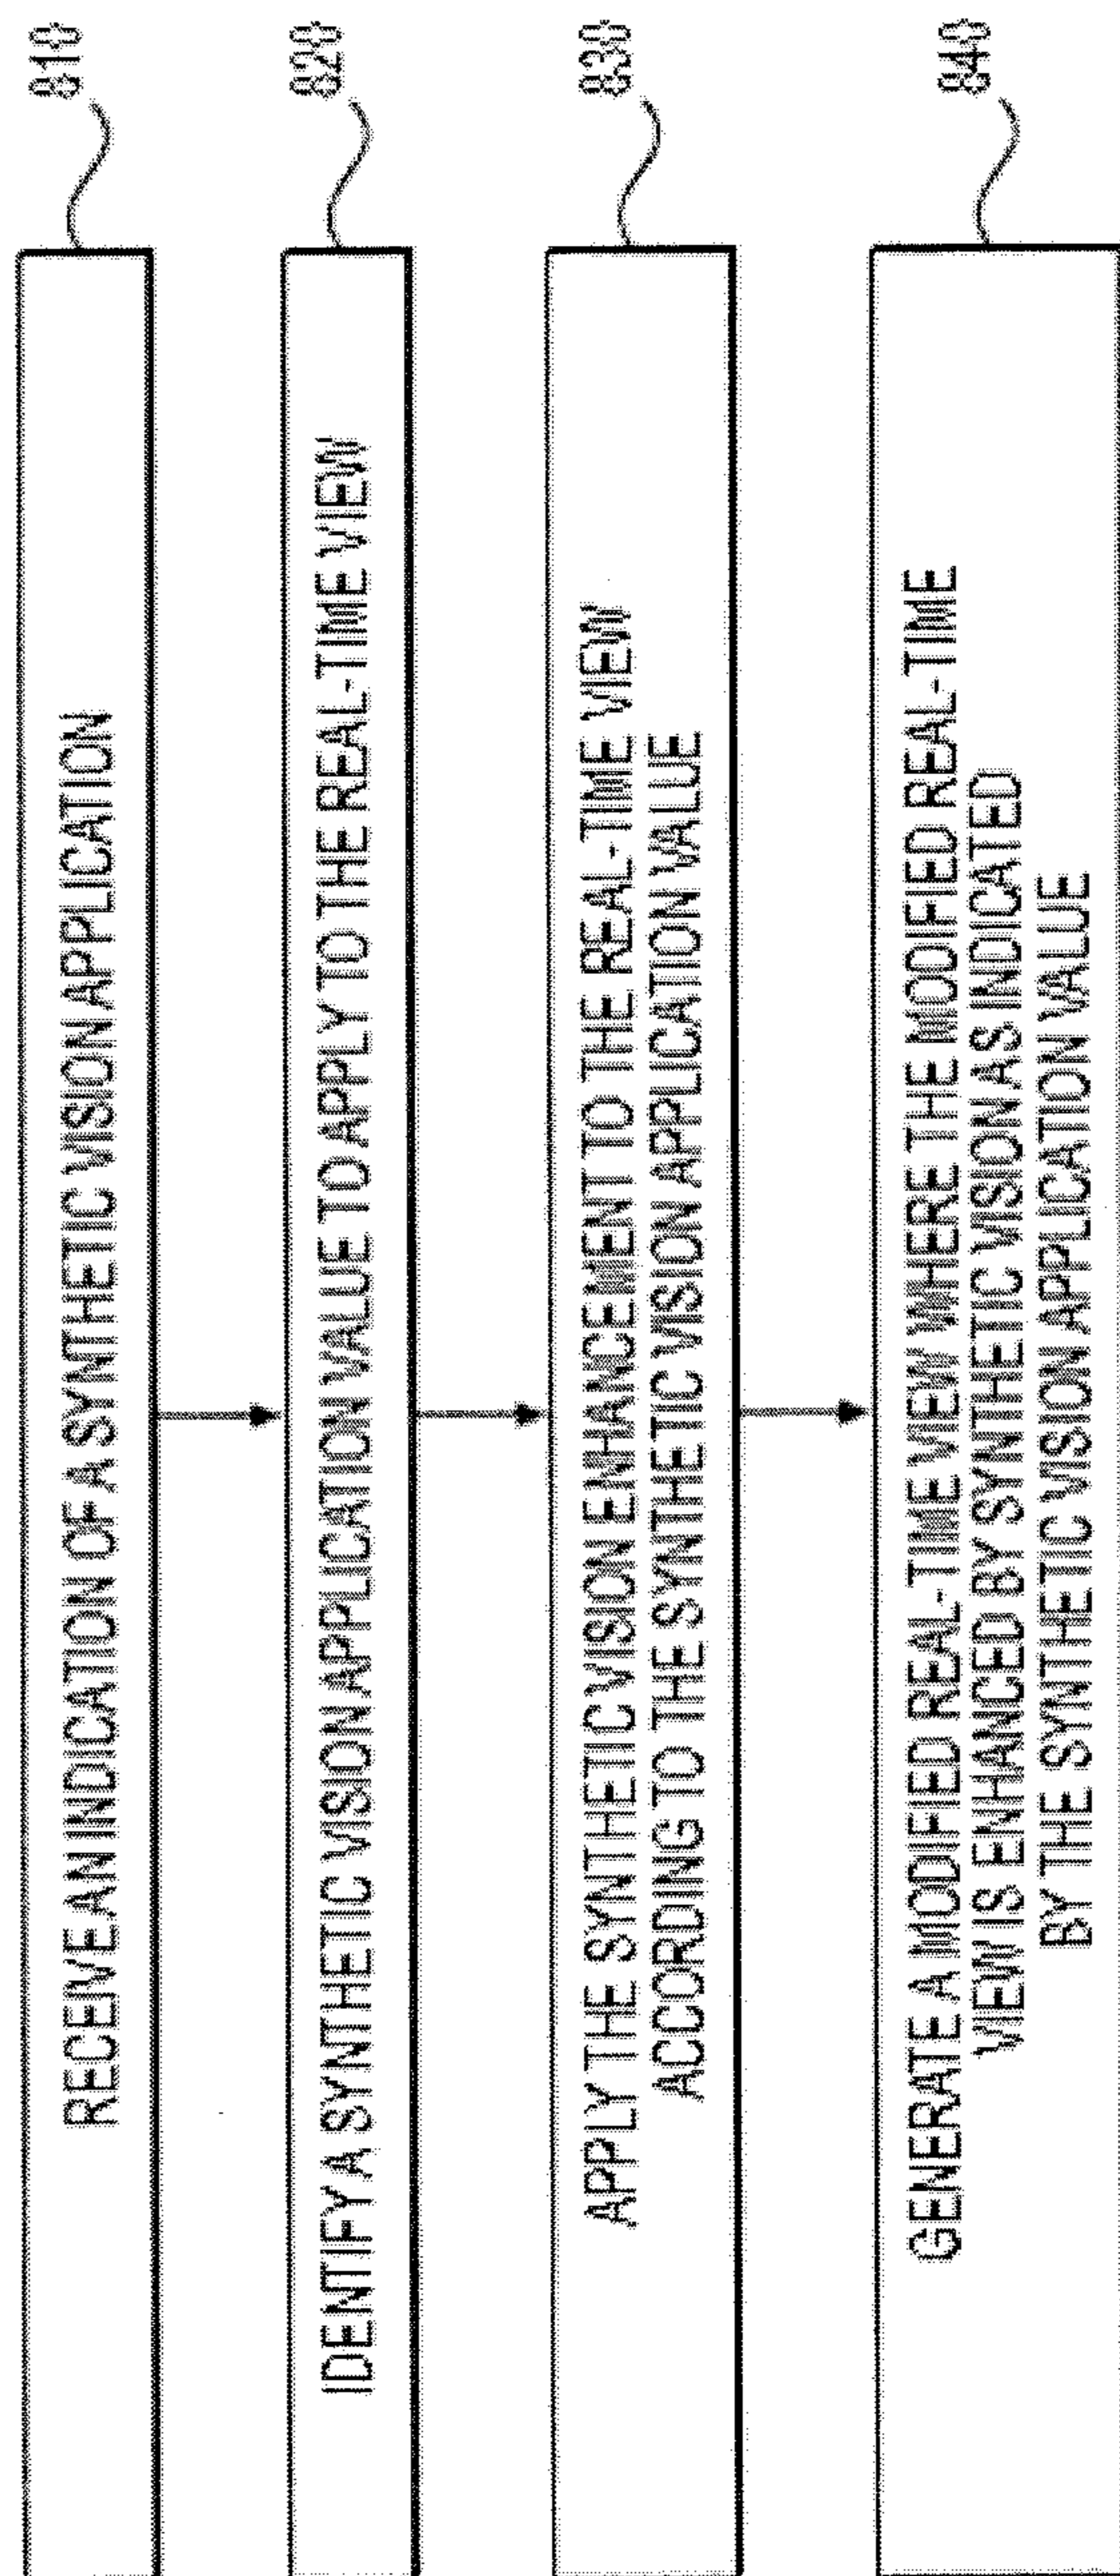 RECEIVE AN INDICATION OF A SYNTHETIC VISION APPLICATION
810
IDENTIFY A SYNTHETIC VISION APPLICATION VALUE TO APPLY TO THE REAL-TIME VIEW
820
APPLY THE SYNTHETIC VISION ENHANCEMENT TO THE REAL-TIME VIEW
ACCORDING TO THE SYNTHETIC VISION APPLICATION VALUE
830
GENERATE A MODIFIED REAL-TIME VIEW WHERE THE MODIFIED REAL-TIME
VIEW IS ENHANCED BY SYNTHETIC VISION AS INDICATED
BY THE SYNTHETIC VISION APPLICATION VALUE
840